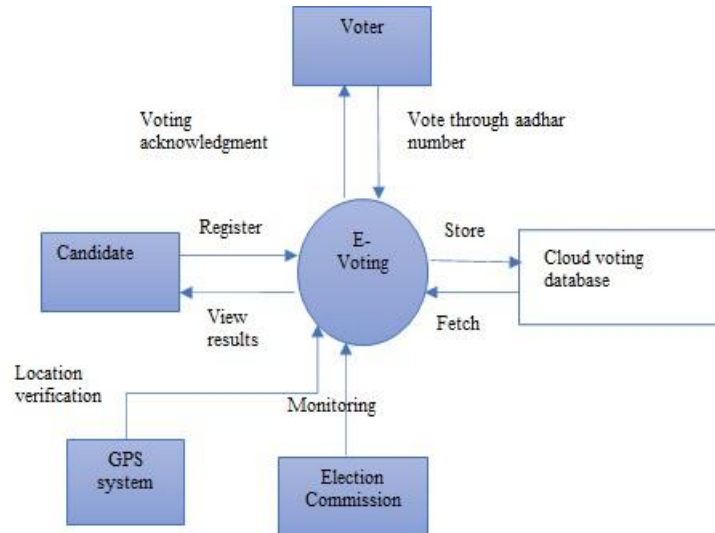 Voter
Voting
acknowledgment
Vote through aadhar
number
Register
E-
Voting
Store
Candidate
Cloud voting
database
View
results
Fetch
Location
verification
Monitoring
GPS
system
Election
Commission